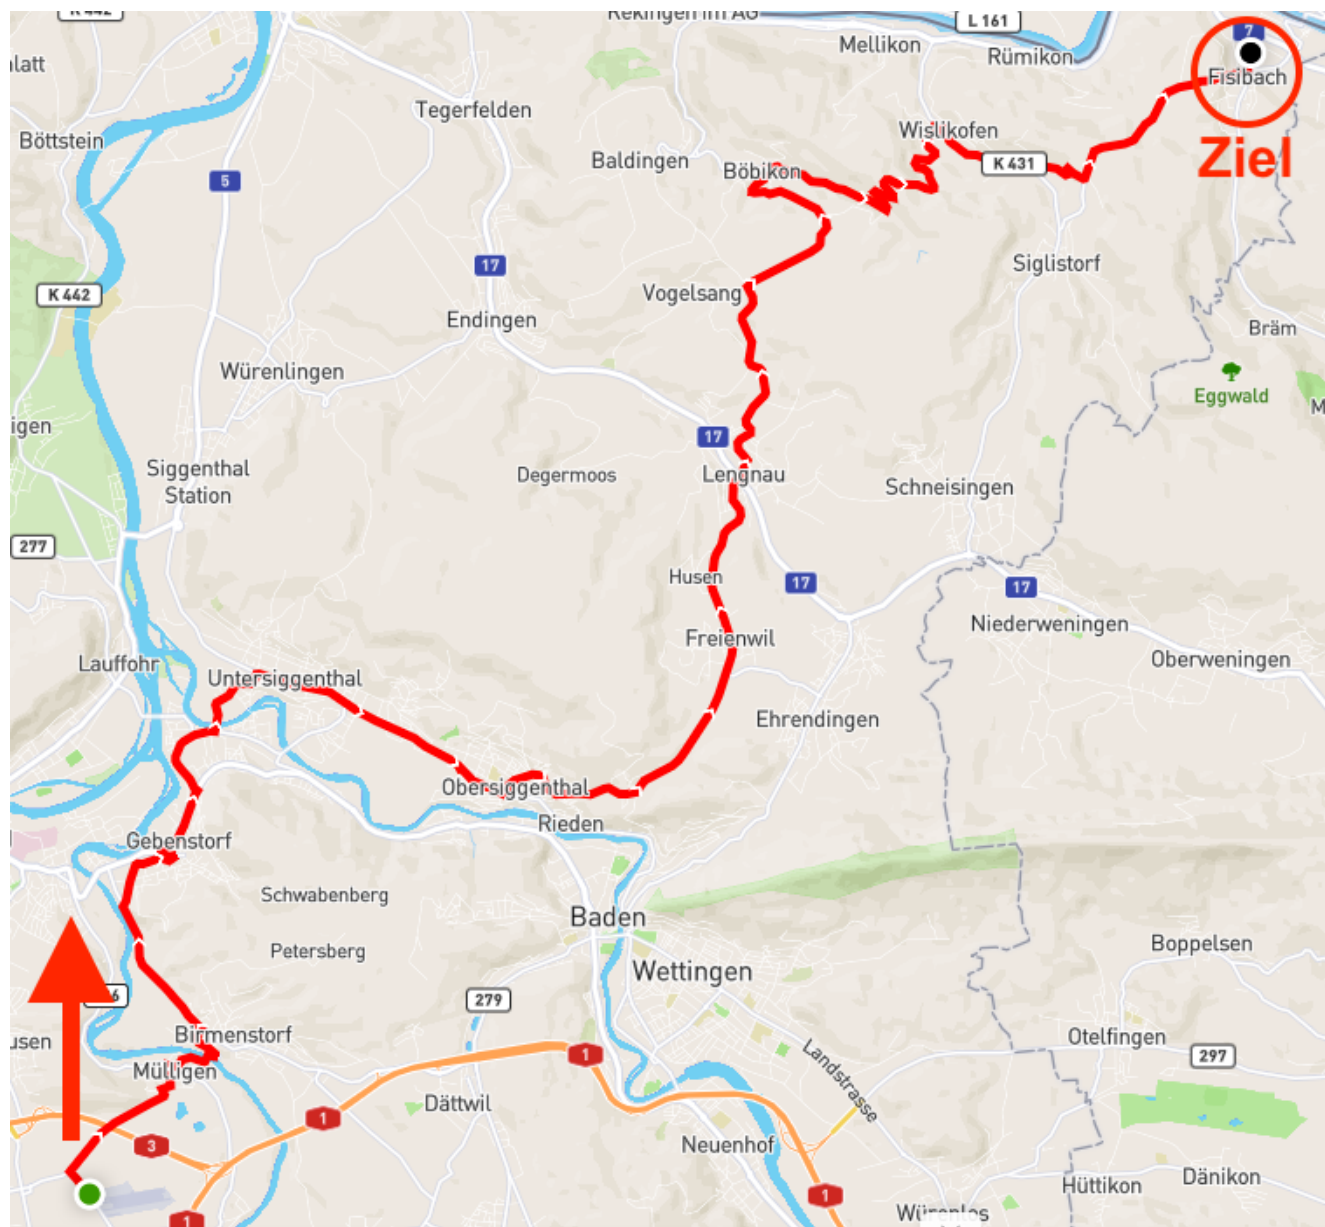 K 442
Rekingen im AG
L 161
7
Mellikon
Rümikon
Fisibach
Tegerfelden
Böttstein
Wislikofen
Baldingen
Böbikon
K 431
Ziel
5
17
Siglistorf
K 442
Vogelsang
Endingen
Bräm
Würenlingen
Eggwald
17
Siggenthal
Station
Degermoos
Lengnau
Schneisingen
277
Husen
17
17
Niederweningen
Freienwil
Lauffohr
Untersiggenthal
Oberweningen
Ehrendingen
Obersiggenthal
Rieden
Gebenstorf
Schwabenberg
Baden
Petersberg
Boppelsen
Wettingen
279
Birmenstorf
Otelfingen
1
297
Mülligen
Landstrasse
Dättwil
1
3
Neuenhof
Dänikon
Hüttikon
1
Würenlos
1